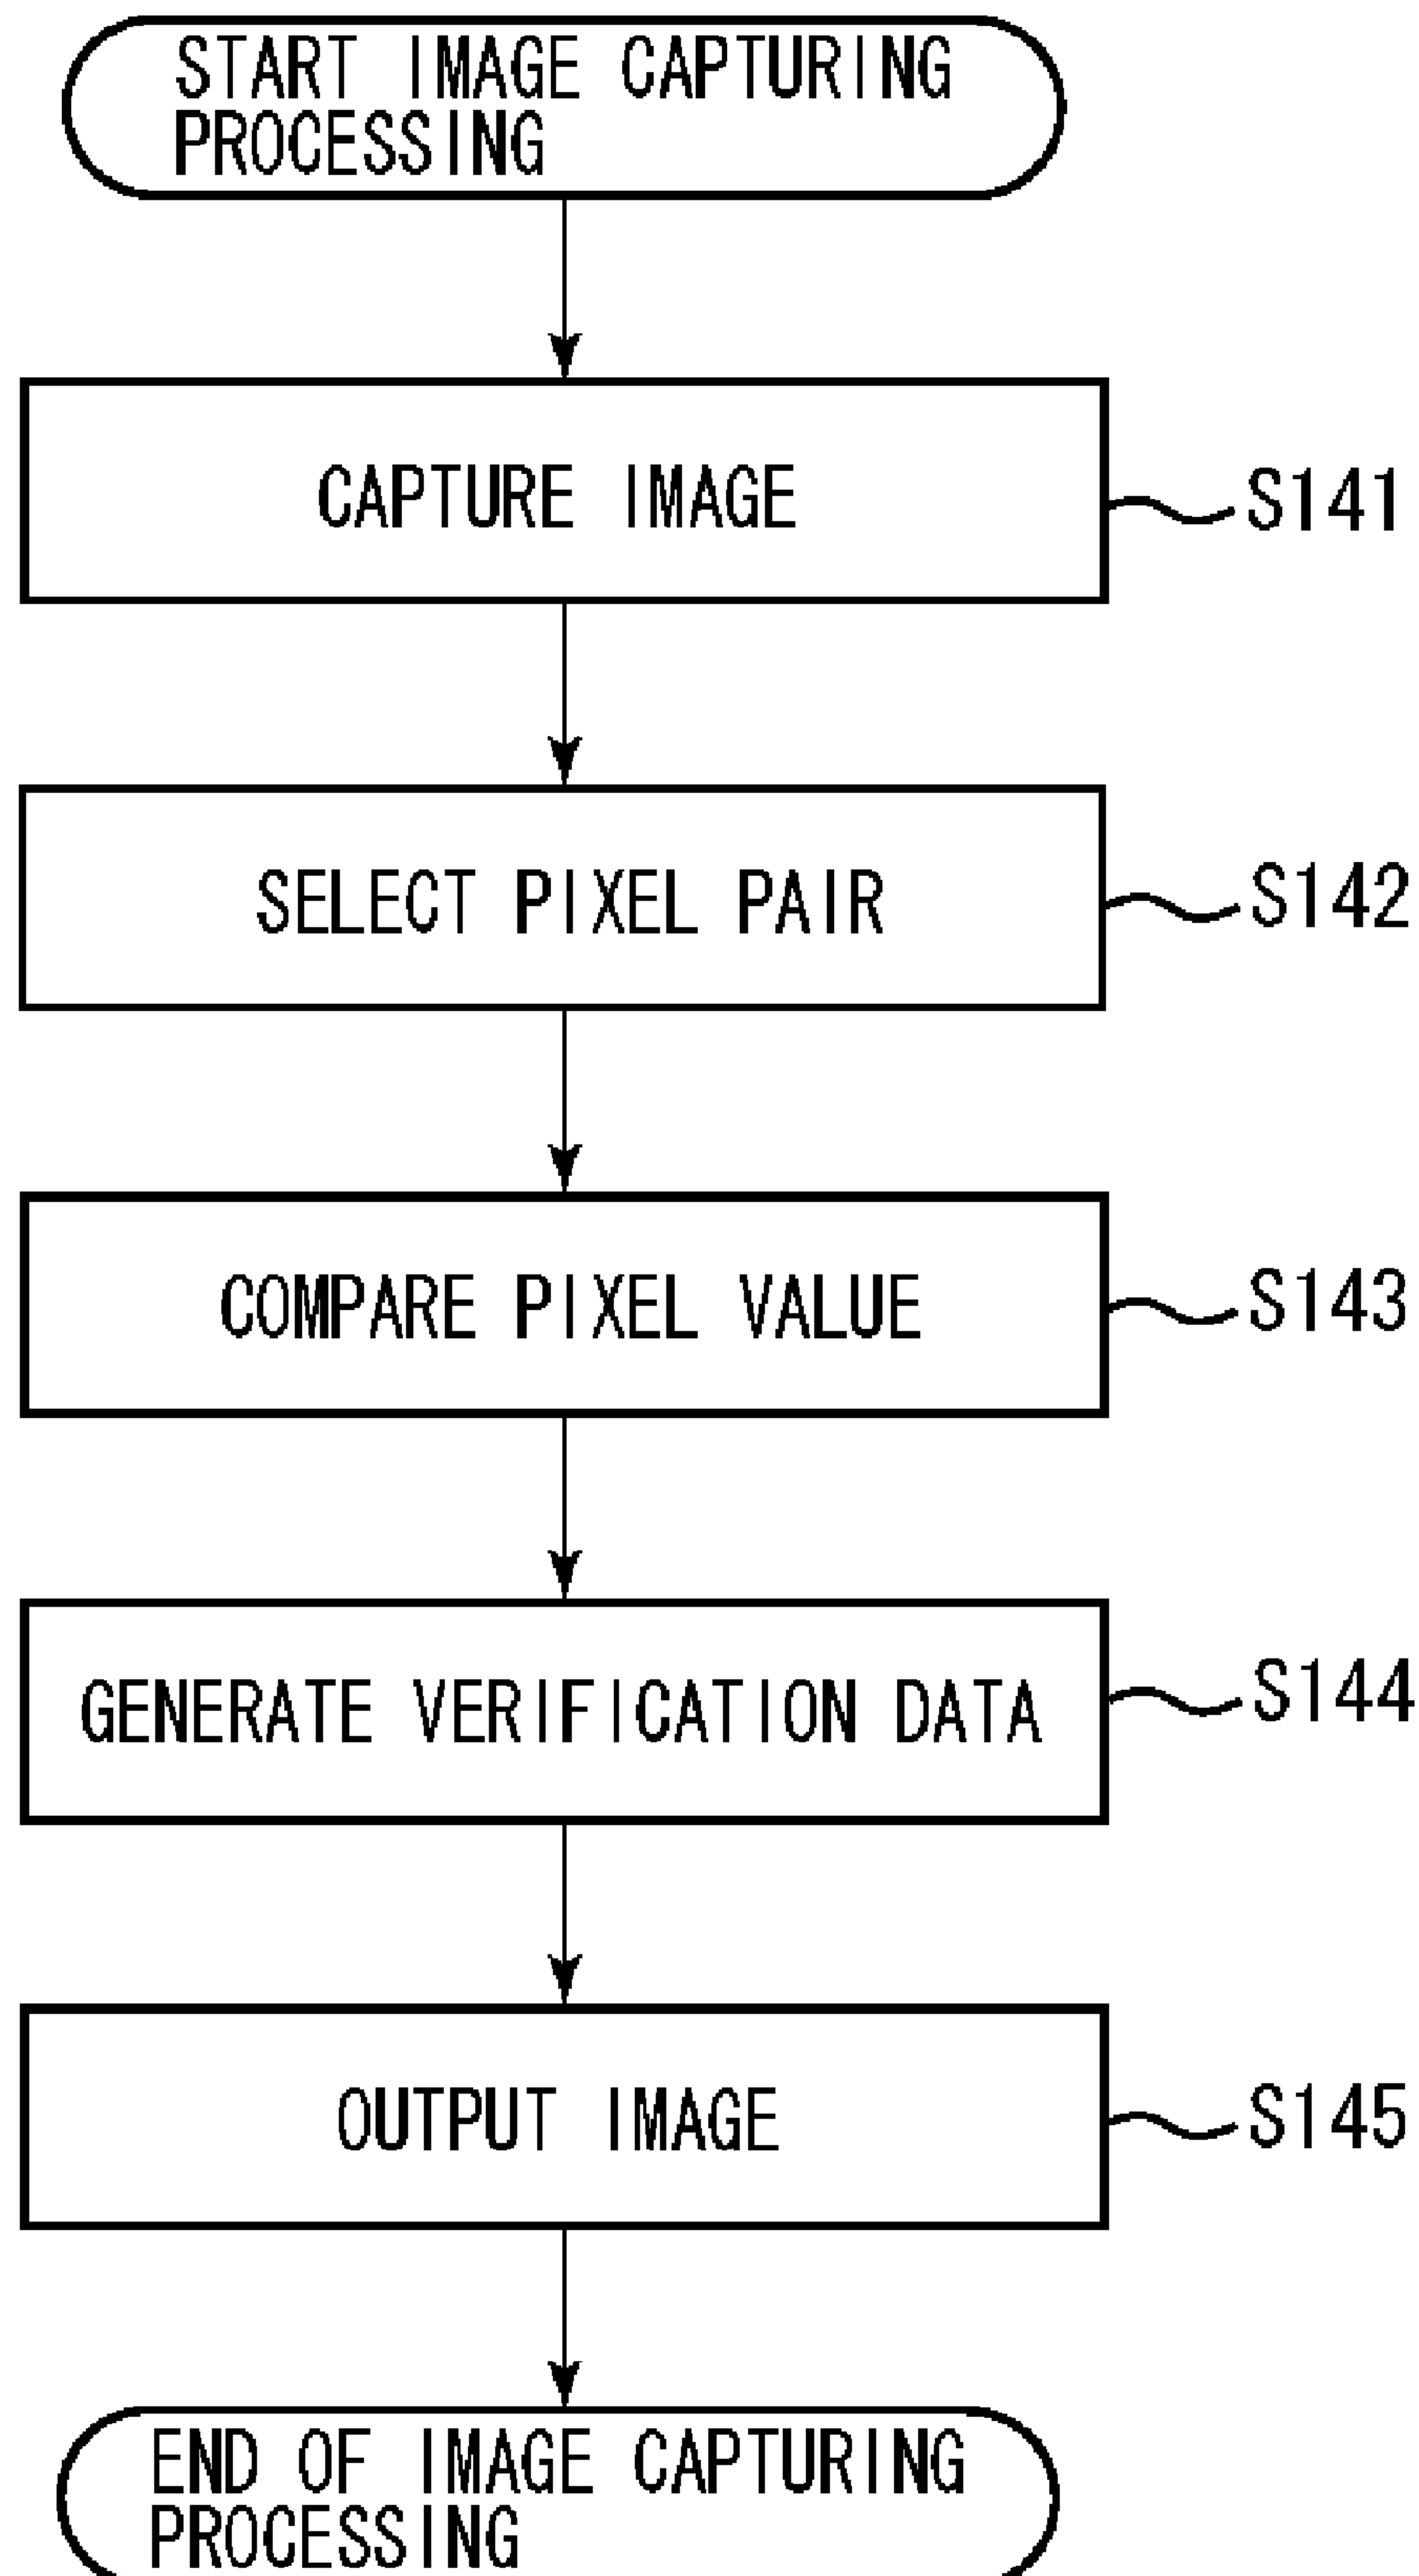 START IMAGE CAPTURING
PROCESSING
CAPTURE IMAGE
S141
SELECT PIXEL PAIR
S142
COMPARE PIXEL VALUE
S143
GENERATE VERIFICATION DATA
S144
OUTPUT IMAGE
S145
END OF IMAGE CAPTURING
PROCESSING